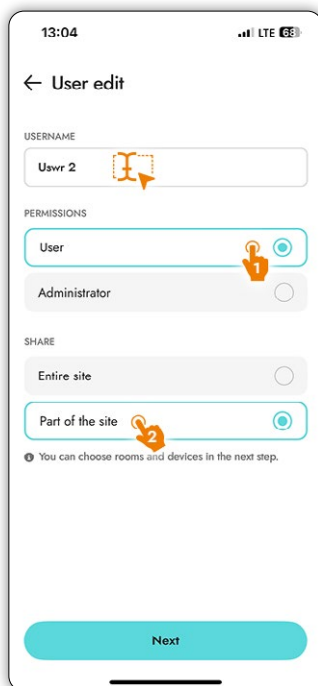 13:04 LTE 63
← User edit
USERNAME
Uswr 2
PERMISSIONS
User
1
Administrator
SHARE
Entire site
Part of the site
2
You can choose rooms and devices in the next step.
Next